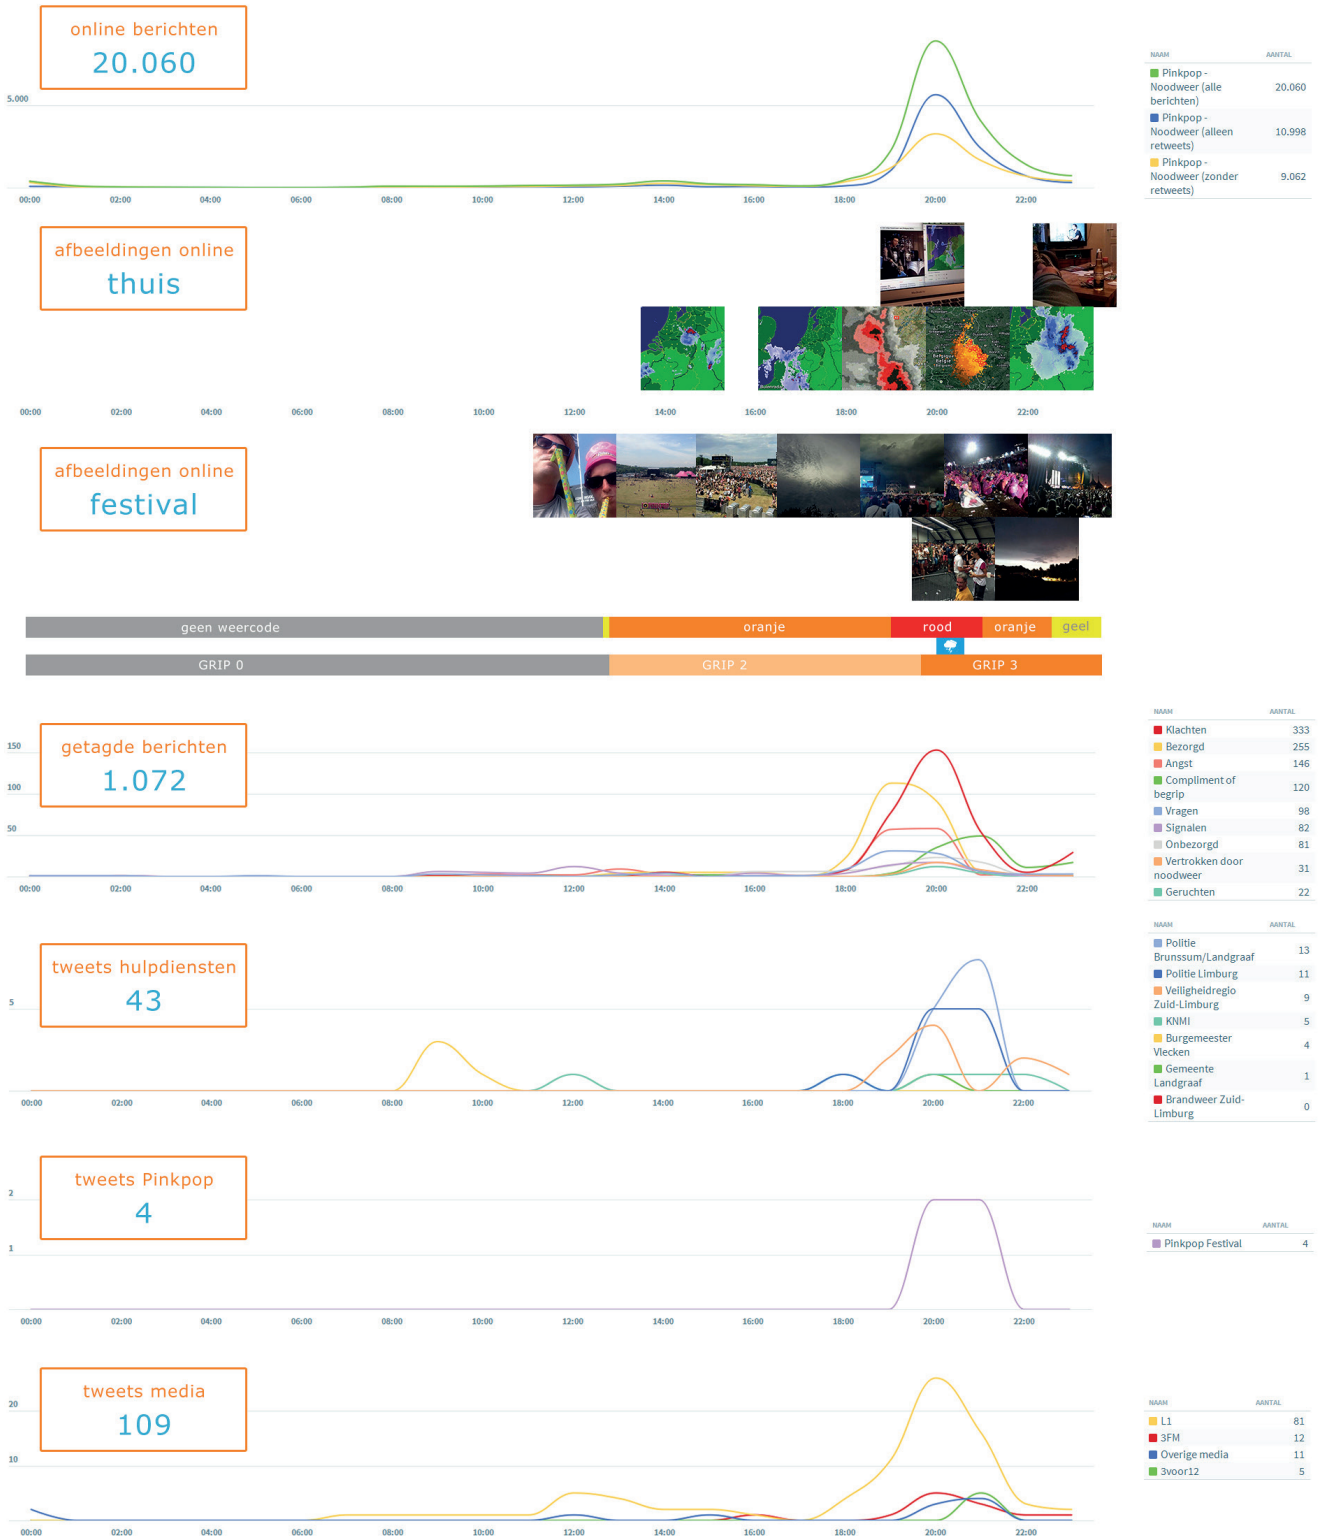 online berichten
20.060
5.000
00:00 02:00 04:00 06:00 08:00 10:00 12:00 14:00 16:00 18:00 20:00 22:00
NAAM AANTAL
Pinkpop -
Noodweer (alle 20.060
berichten)
Pinkpop -
Noodweer (alleen 10.998
retweets)
Pinkpop -
Noodweer (zonder 9.062
retweets)
afbeeldingen online
thuis
00:00 02:00 04:00 06:00 08:00 10:00 12:00 14:00 16:00 18:00 20:00 22:00
afbeeldingen online
festival
geen weercode oranje rood oranje geel
GRIP 0 GRIP 2 GRIP 3
getagde berichten
1.072
150
100
50
00:00 02:00 04:00 06:00 08:00 10:00 12:00 14:00 16:00 18:00 20:00 22:00
NAAM AANTAL
Klachten 333
Bezorgd 255
Angst 146
Compliment of
begrip 120
Vragen 98
Signalen 82
Onbezorgd 81
Vertrokken door
noodweer 31
Geruchten 22
tweets hulpdiensten
43
5
00:00 02:00 04:00 06:00 08:00 10:00 12:00 14:00 16:00 18:00 20:00 22:00
NAAM AANTAL
Politie
Brunssum/Landgraaf 13
Politie Limburg 11
Veiligheidregio
Zuid-Limburg 9
KNMI 5
Burgemeester
Vlecken 4
Gemeente
Landgraaf 1
Brandweer Zuid-
Limburg 0
tweets Pinkpop
4
2
1
00:00 02:00 04:00 06:00 08:00 10:00 12:00 14:00 16:00 18:00 20:00 22:00
NAAM AANTAL
Pinkpop Festival 4
tweets media
109
20
10
00:00 02:00 04:00 06:00 08:00 10:00 12:00 14:00 16:00 18:00 20:00 22:00
NAAM AANTAL
L1 81
3FM 12
Overige media 11
3voor12 5